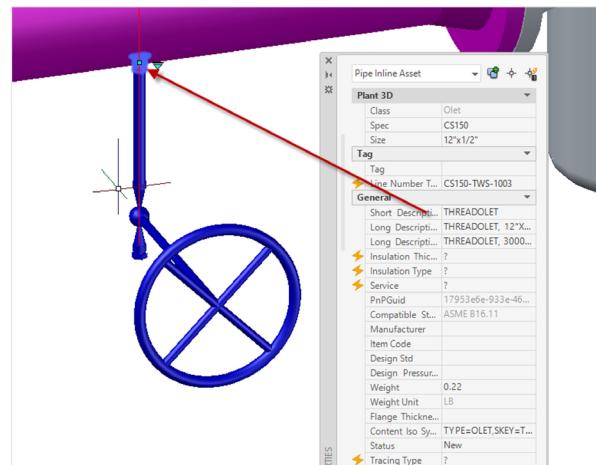 Pipe Inline Asset
Plant 3D
Class Olet
Spec CS150
Size 12"x1/2"
Tag
Tag
Line Number T... CS150-TWS-1003
General
Short Descripti... THREADOLET
Long Descripti... THREADOLET, 12"X...
Long Descripti... THREADOLET, 3000...
Insulation Thic... ?
Insulation Type ?
Service ?
PnPGuid 17953e6e-933e-46...
Compatible St... ASME B16.11
Manufacturer
Item Code
Design Std
Design Pressur...
Weight 0.22
Weight Unit LB
Flange Thickne...
Content Iso Sy... TYPE=OLET,SKEY=T...
Status New
Tracing Type ?